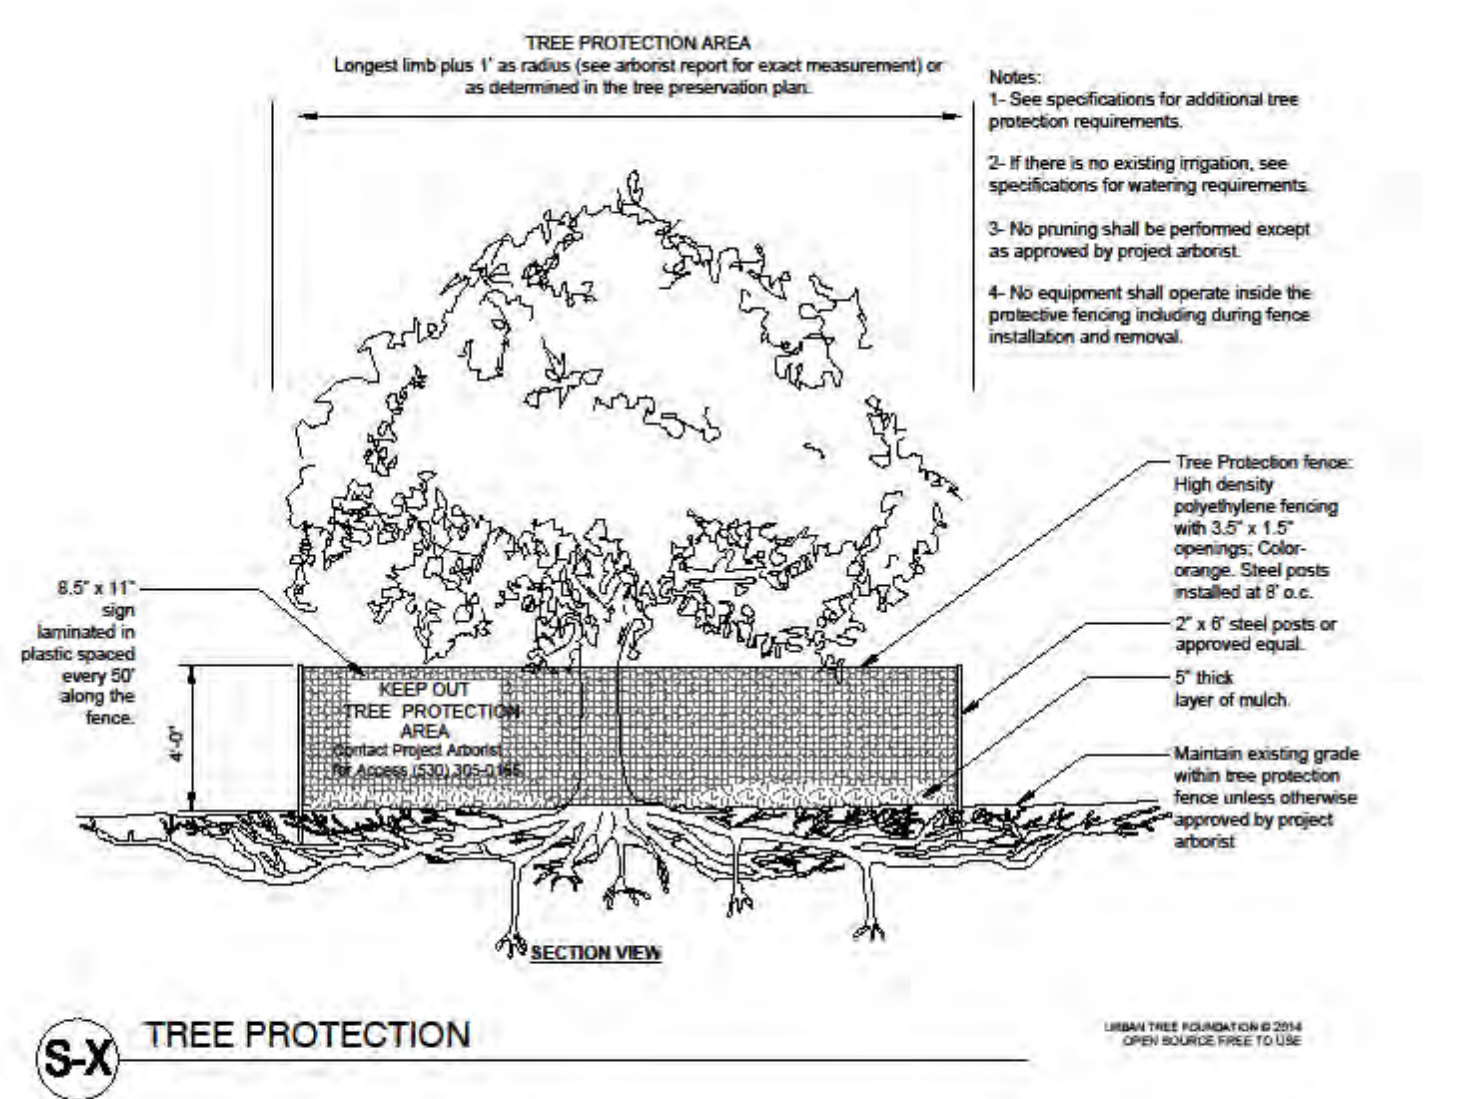 TREE PROTECTION AREA
Longest limb plus 1' as radius (see arborist report for exact measurement) or
as determined in the tree preservation plan.
Notes:
1- See specifications for additional tree
protection requirements.
2- If there is no existing irrigation, see
specifications for watering requirements.
3- No pruning shall be performed except
as approved by project arborist.
4- No equipment shall operate inside the
protective fencing including during fence
installation and removal.
Tree Protection fence:
High density
polyethylene fencing
with 3.5" x 1.5"
openings; Color-
orange. Steel posts
installed at 8' o.c.
2" x 6' steel posts or
approved equal.
5" thick
layer of mulch.
Maintain existing grade
within tree protection
fence unless otherwise
approved by project
arborist
8.5" x 11"
sign
laminated in
plastic spaced
every 50'
along the
fence.
4'-0"
KEEP OUT
TREE PROTECTION
AREA
Contact Project Arborist
for Access (530) 305-0165
SECTION VIEW
S-X
TREE PROTECTION
URBAN TREE FOUNDATION © 2014
OPEN SOURCE FREE TO USE